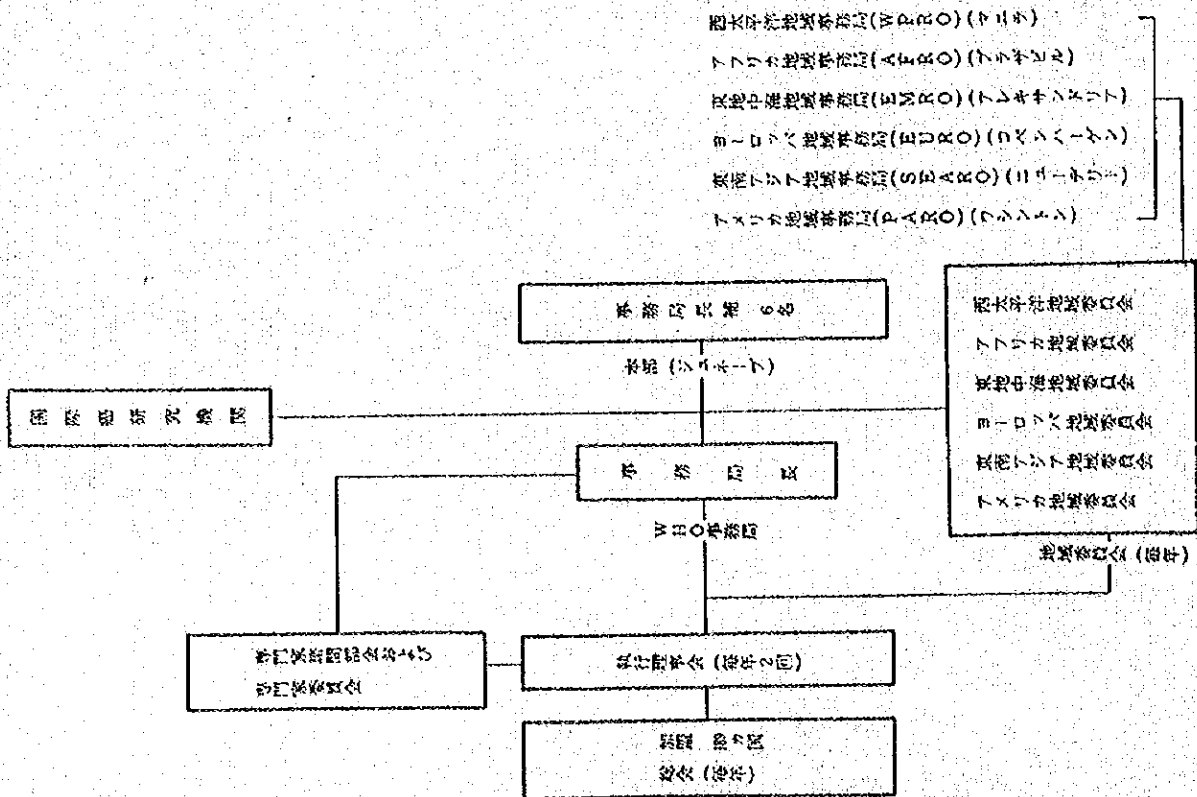 西太平洋地域事務局(WPRO)(マニラ)
アフリカ地域事務局(AFRO)(ブラザビル)
東地中海地域事務局(EMRO)(アレキサンドリア)
ヨーロッパ地域事務局(EURO)(コペンハーゲン)
東南アジア地域事務局(SEARO)(ニューデリー)
アメリカ地域事務局(PARO)(ワシントン)
事務局長補 6名
本部(ジュネーブ)
国際癌研究機関
西太平洋地域委員会
アフリカ地域委員会
東地中海地域委員会
ヨーロッパ地域委員会
東南アジア地域委員会
アメリカ地域委員会
事務局長
WHO事務局
地域委員会(毎年)
専門家諮問部会および
専門家委員会
執行理事会(毎年2回)
加盟 カ国
総会(毎年)